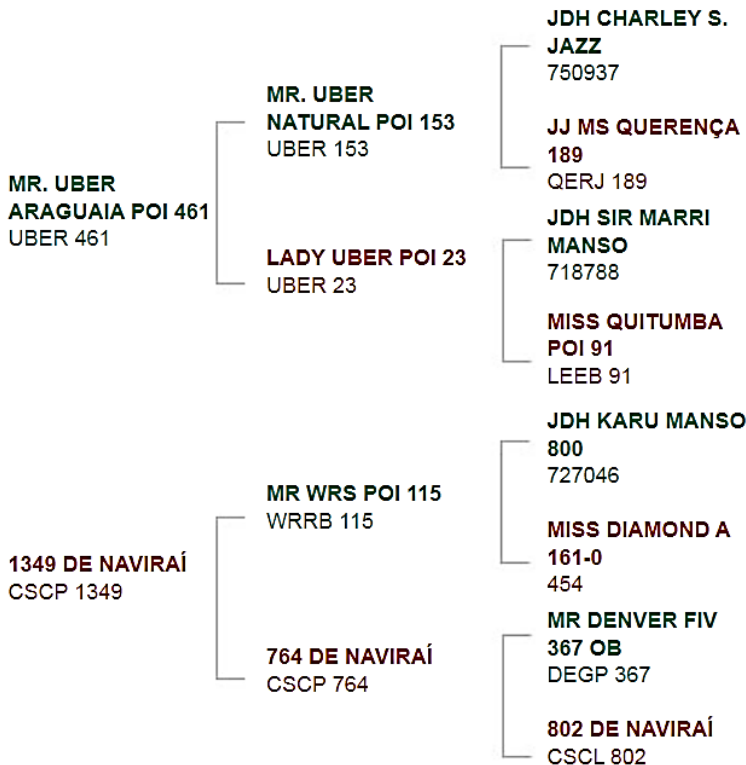 MR. UBER
ARAGUAIA POI 461
UBER 461
MR. UBER
NATURAL POI 153
UBER 153
JDH CHARLEY S.
JAZZ
750937
JJ MS QUERENÇA
189
QERJ 189
LADY UBER POI 23
UBER 23
JDH SIR MARRI
MANSO
718788
MISS QUITUMBA
POI 91
LEEB 91
1349 DE NAVIRAÍ
CSCP 1349
MR WRS POI 115
WRRB 115
JDH KARU MANSO
800
727046
MISS DIAMOND A
161-0
454
764 DE NAVIRAÍ
CSCP 764
MR DENVER FIV
367 OB
DEGP 367
802 DE NAVIRAÍ
CSCL 802